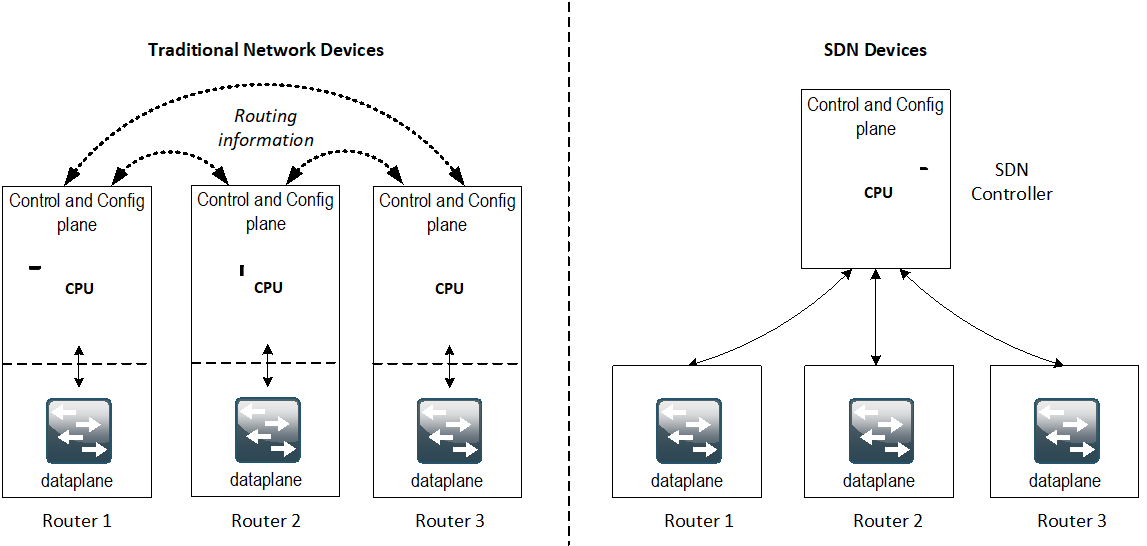 Traditional Network Devices
Routing
information
Control and Config
plane
CPU
dataplane
Router 1
Control and Config
plane
CPU
dataplane
Router 2
Control and Config
plane
CPU
dataplane
Router 3
SDN Devices
Control and Config
plane
CPU
SDN
Controller
dataplane
Router 1
dataplane
Router 2
dataplane
Router 3